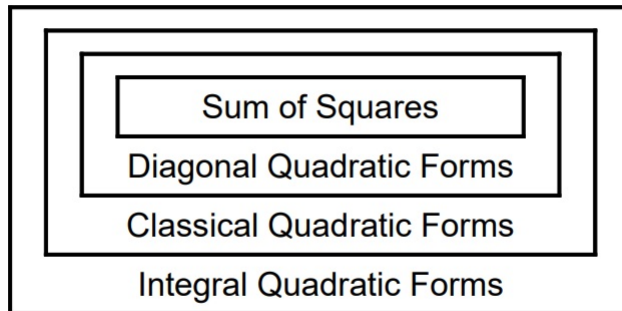 Sum of Squares
Diagonal Quadratic Forms
Classical Quadratic Forms
Integral Quadratic Forms